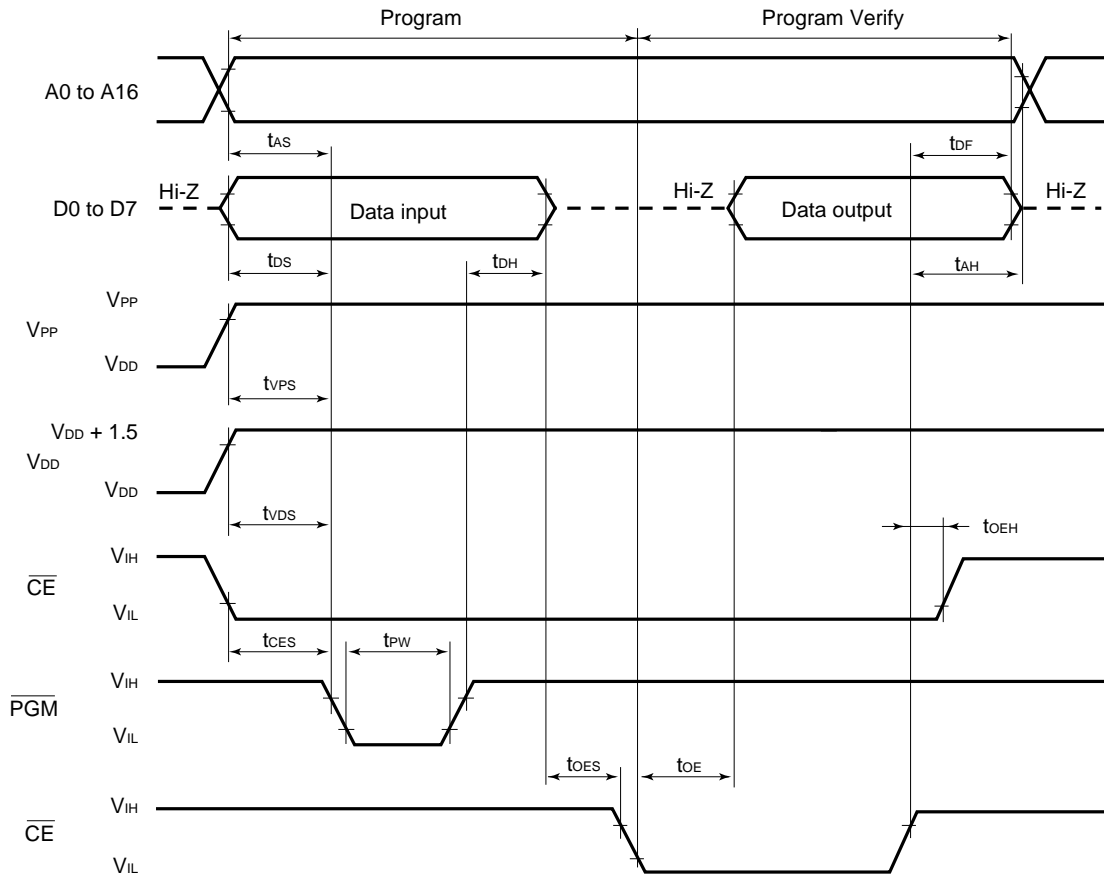 Program Program Verify
A0 to A16
tAS tDF
Hi-Z Hi-Z Hi-Z
D0 to D7 Data input Data output
tDS tDH tAH
VPP
VPP
VDD
tVPS
VDD + 1.5
VDD
VDD
tVDS
tOEH
VIH
CE
VIL
tCES tPW
VIH
PGM
VIL
tOES tOE
VIH
CE
VIL